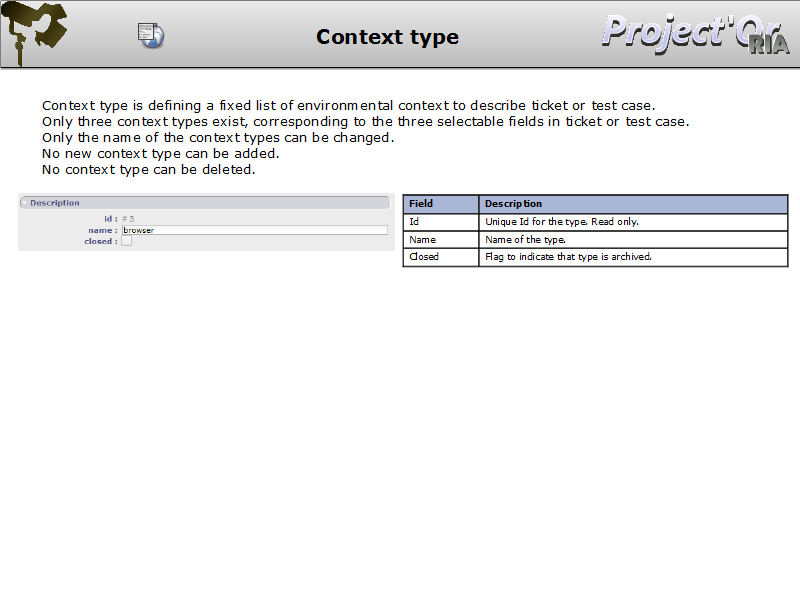 Context type
Project'Or
RIA
Context type is defining a fixed list of environmental context to describe ticket or test case.
Only three context types exist, corresponding to the three selectable fields in ticket or test case.
Only the name of the context types can be changed.
No new context type can be added.
No context type can be deleted.
Description
id : # 3
name : browser
closed :
Field Description
Id Unique Id for the type. Read only.
Name Name of the type.
Closed Flag to indicate that type is archived.